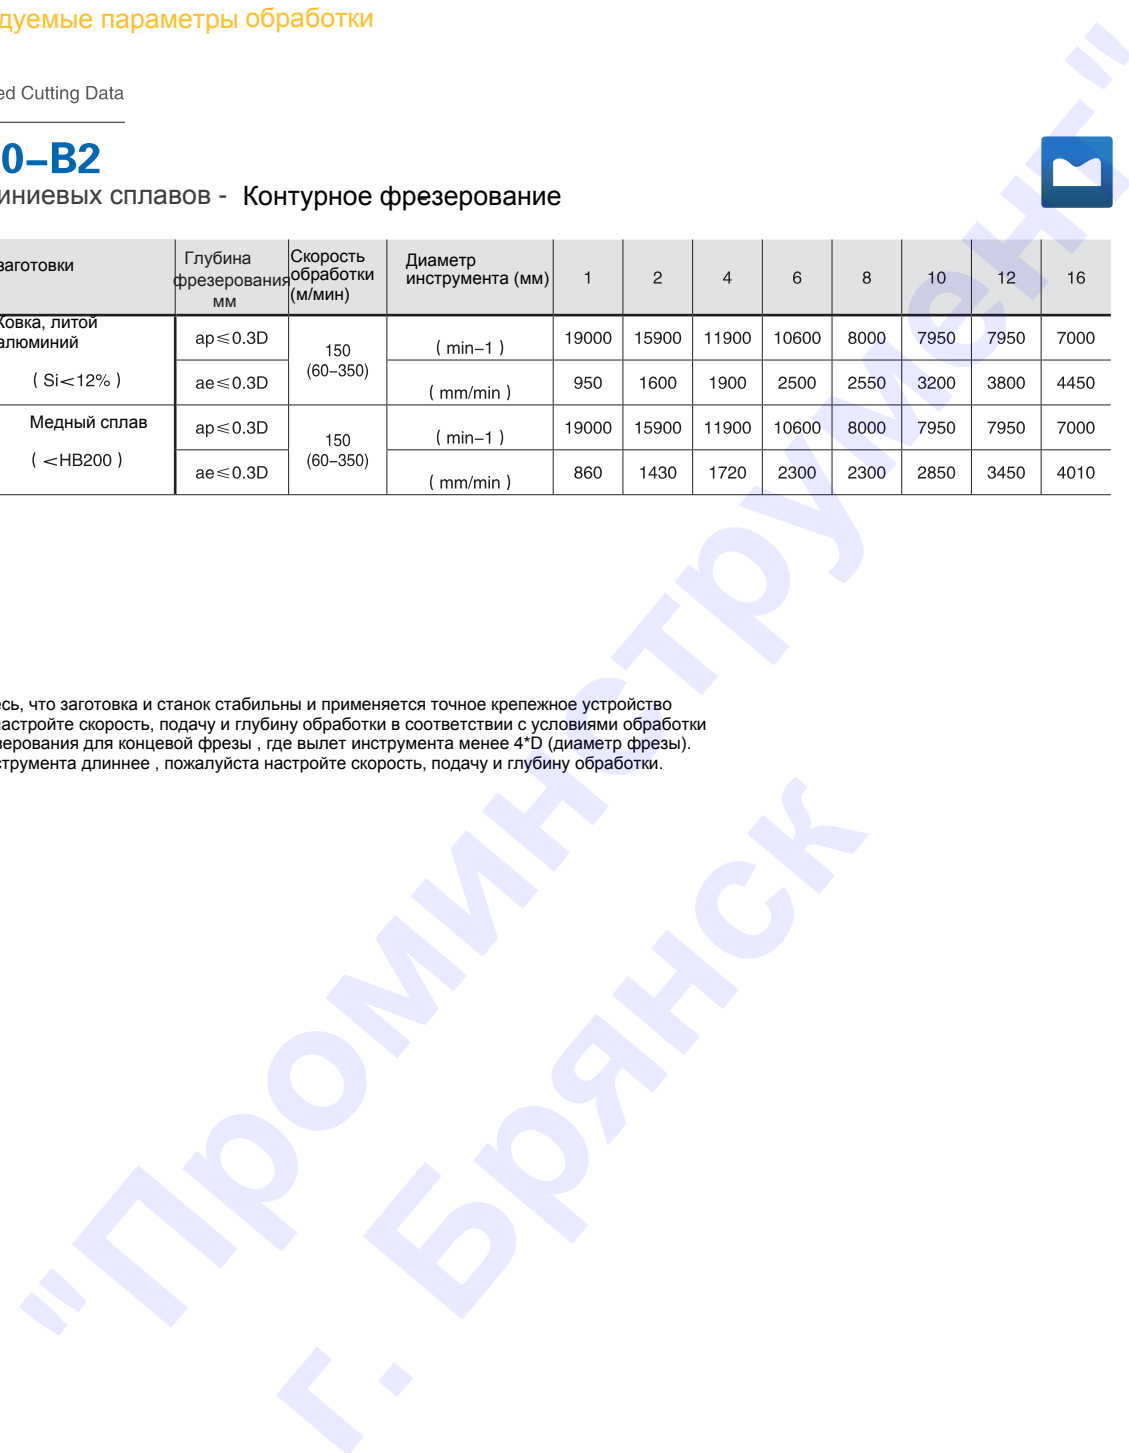 дуемые параметры обработки
ed Cutting Data
0–B2
иниевых сплавов - Контурное фрезерование
заготовки Глубина фрезерования мм Скорость обработки (м/мин) Диаметр инструмента (мм) 1 2 4 6 8 10 12 16
Ковка, литой алюминий ( Si<12% ) ap≤0.3D 150 (60–350) ( min–1 ) 19000 15900 11900 10600 8000 7950 7950 7000
ae≤0.3D ( mm/min ) 950 1600 1900 2500 2550 3200 3800 4450
Медный сплав ( <HB200 ) ap≤0.3D 150 (60–350) ( min–1 ) 19000 15900 11900 10600 8000 7950 7950 7000
ae≤0.3D ( mm/min ) 860 1430 1720 2300 2300 2850 3450 4010
есь, что заготовка и станок стабильны и применяется точное крепежное устройство
настройте скорость, подачу и глубину обработки в соответствии с условиями обработки
зерования для концевой фрезы , где вылет инструмента менее 4*D (диаметр фрезы).
струмента длиннее , пожалуйста настройте скорость, подачу и глубину обработки.
"Проминструмент"
г. Брянск